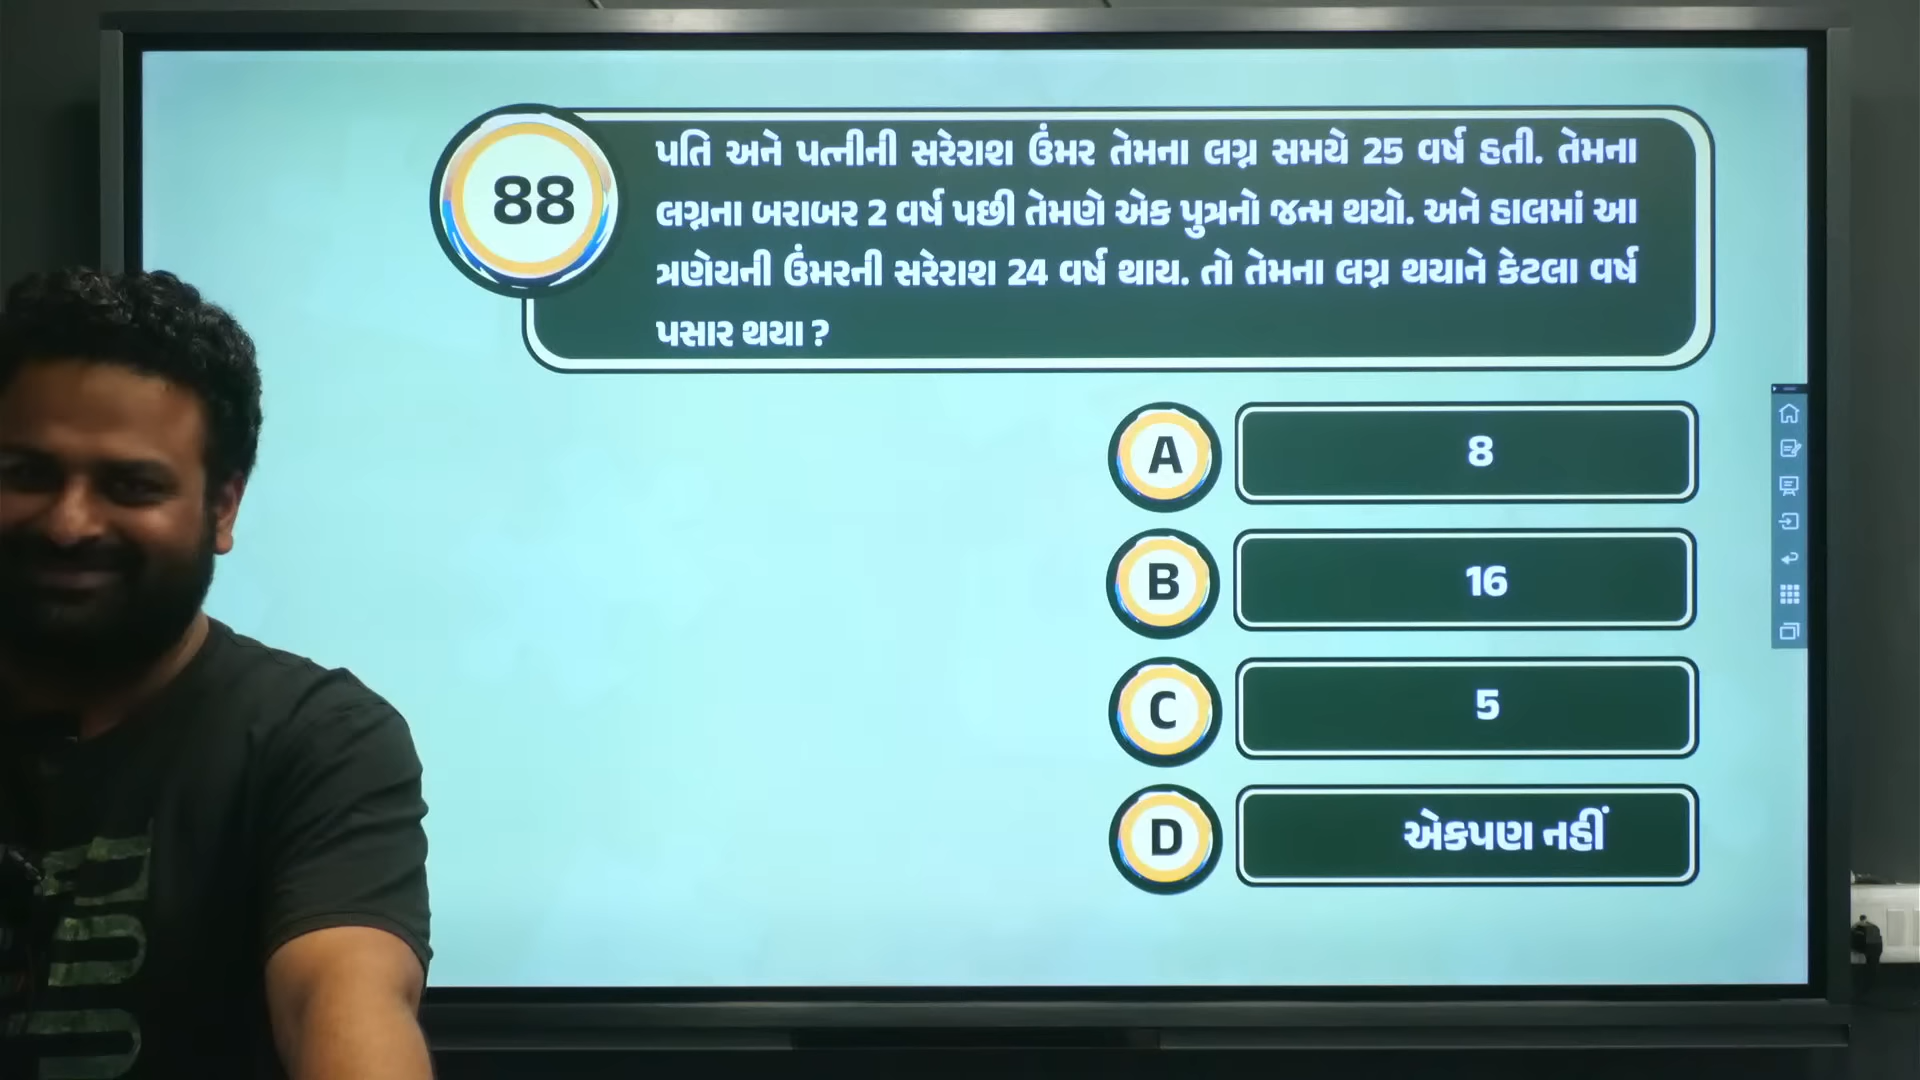 88
પતિ અને પત્નીની સરેરાશ ઉંમર તેમના લગ્ન સમયે 25 વર્ષ હતી. તેમના
લગ્નના બરાબર 2 વર્ષ પછી તેમણે એક પુત્રનો જન્મ થયો. અને હાલમાં આ
ત્રણેયની ઉંમરની સરેરાશ 24 વર્ષ થાય. તો તેમના લગ્ન થયાને કેટલા વર્ષ
પસાર થયા ?
A 8
B 16
C 5
D એકપણ નહીં